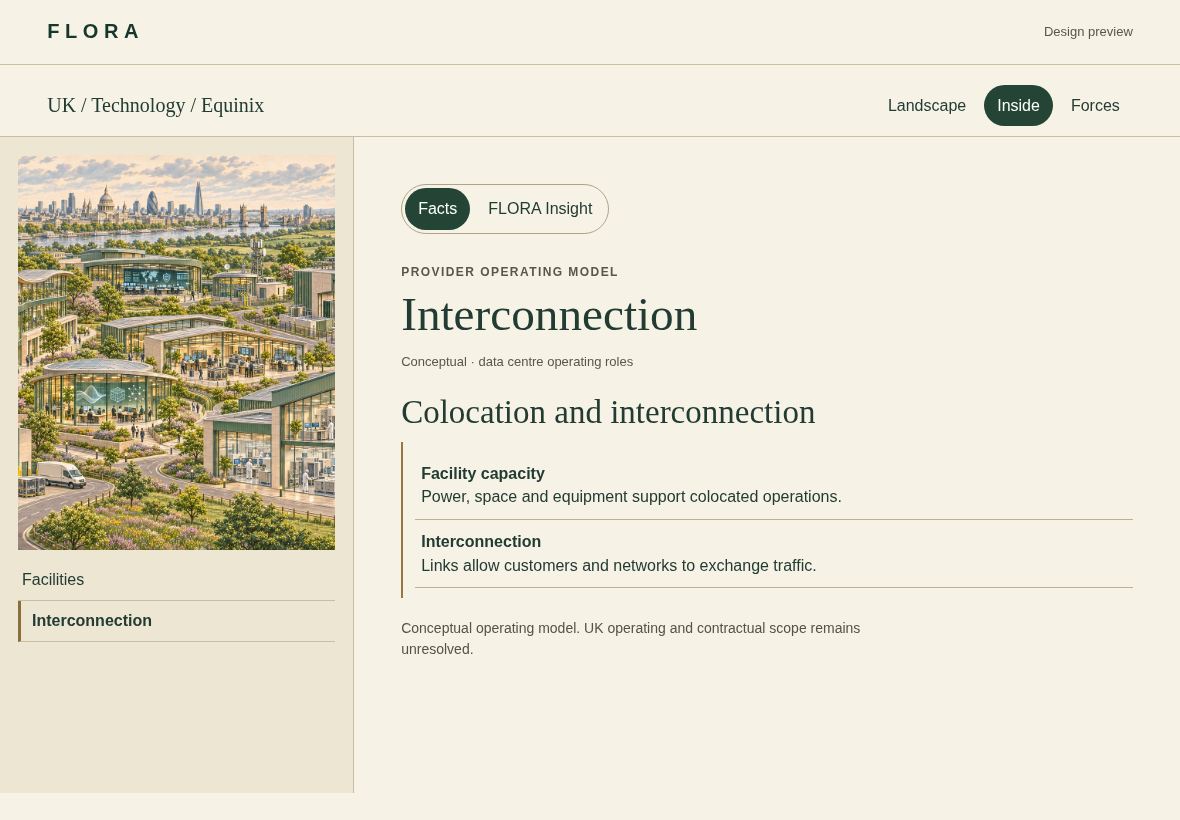 FLORA
Design preview
UK / Technology / Equinix
Landscape
Inside
Forces
Facilities
Interconnection
Facts
FLORA Insight
PROVIDER OPERATING MODEL
Interconnection
Conceptual · data centre operating roles
Colocation and interconnection
Facility capacity
Power, space and equipment support colocated operations.
Interconnection
Links allow customers and networks to exchange traffic.
Conceptual operating model. UK operating and contractual scope remains
unresolved.